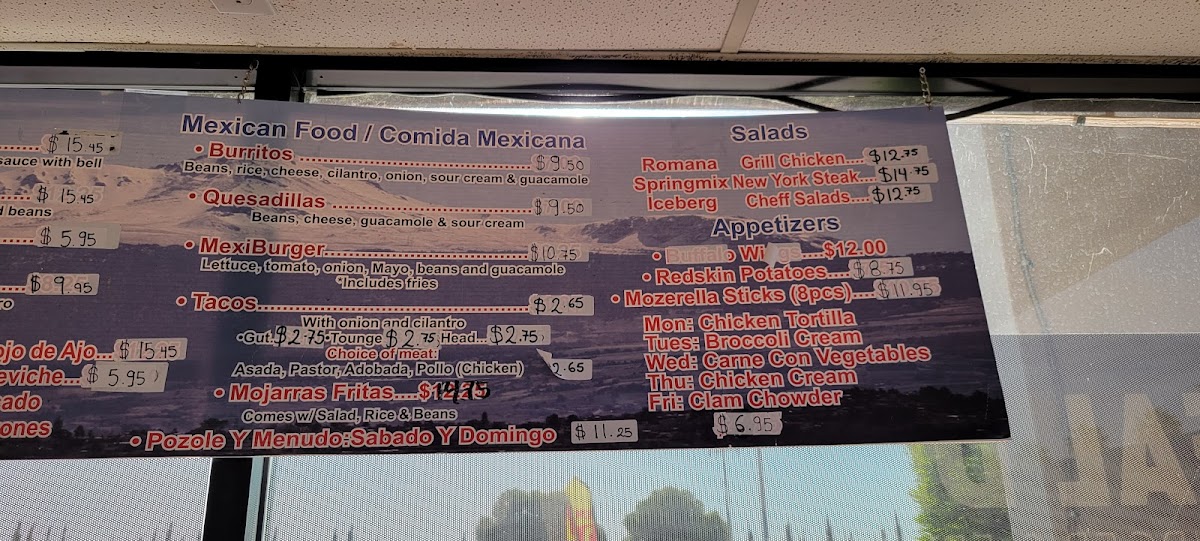 $15.45
sauce with bell
$15.45
d beans
$5.95
$9.95
ro
ojo de Ajo...$15.45
eviche...$5.95
ado
ones
Mexican Food / Comida Mexicana
• Burritos $9.50
Beans, rice, cheese, cilantro, onion, sour cream & guacamole
• Quesadillas $9.50
Beans, cheese, guacamole & sour cream
• MexiBurger $10.75
Lettuce, tomato, onion, Mayo, beans and guacamole
*Includes fries
• Tacos $2.65
With onion and cilantro
•Gut. $2.75 •Tounge $2.75, Head... $2.75
Choice of meat:
Asada, Pastor, Adobada, Pollo (Chicken) 2.65
• Mojarras Fritas....$
Comes w/ Salad, Rice & Beans
• Pozole Y Menudo:Sabado Y Domingo $11.25
Salads
Romana Grill Chicken....$12.75
Springmix New York Steak...$14.75
Iceberg Cheff Salads....$12.75
Appetizers
• Buffalo Wings $12.00
• Redskin Potatoes $8.75
• Mozerella Sticks (8pcs)....$11.95
Mon: Chicken Tortilla
Tues: Broccoli Cream
Wed: Carne Con Vegetables
Thu: Chicken Cream
Fri: Clam Chowder
$6.95